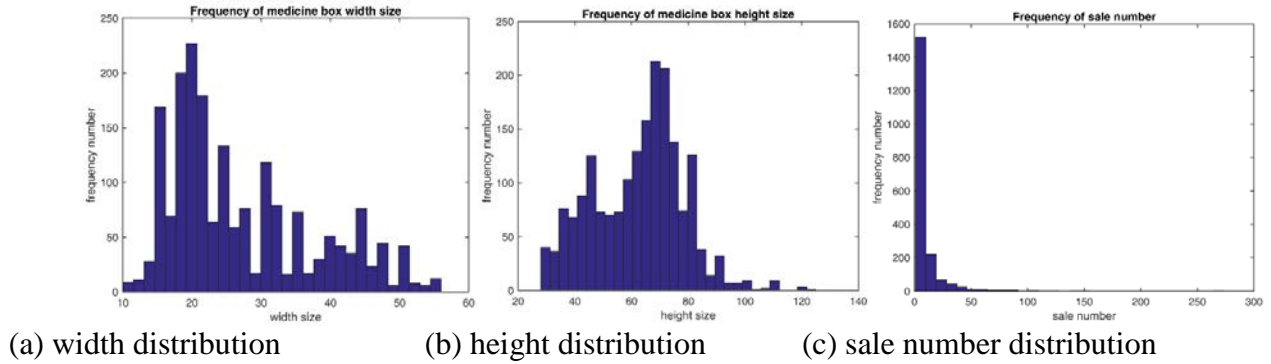 Frequency of medicine box width size
250
200
150
100
50
0
frequency number
10 20 30 40 50 60
width size
Frequency of medicine box height size
250
200
150
100
50
0
frequency number
20 40 60 80 100 120 140
height size
Frequency of sale number
1600
1400
1200
1000
800
600
400
200
0
frequency number
0 50 100 150 200 250 300
sale number
(a) width distribution
(b) height distribution
(c) sale number distribution